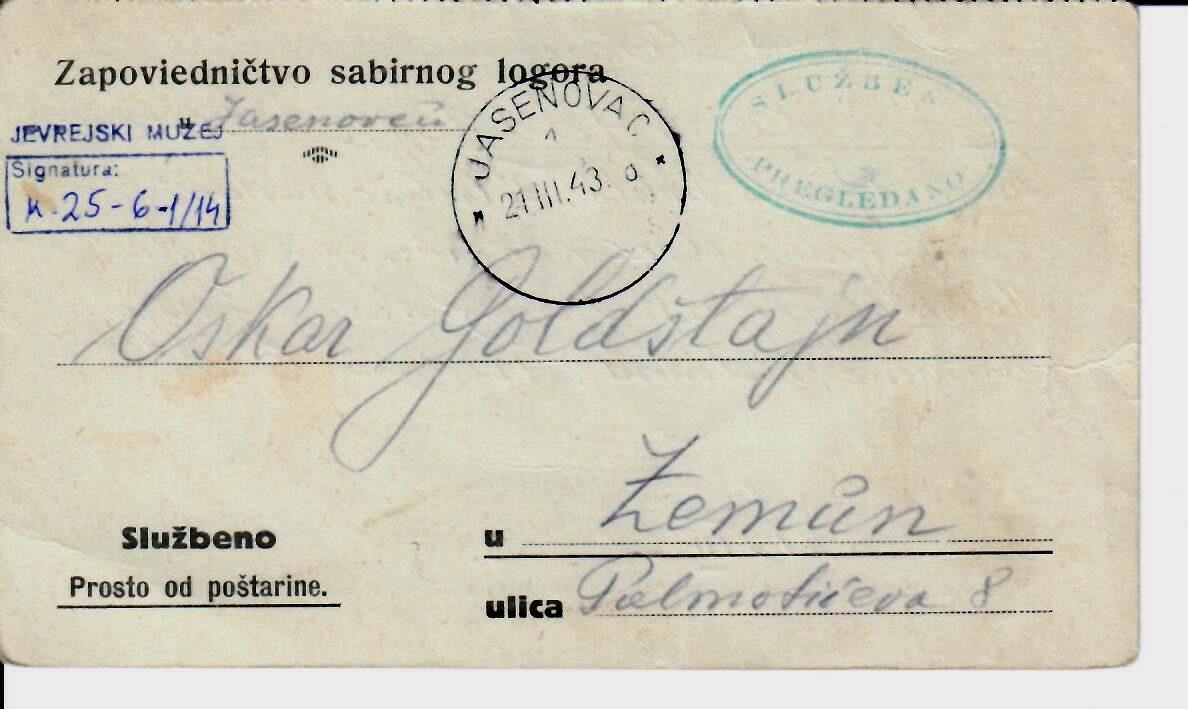 Zapoviedničtvo sabirnog logora
u Jasenovcu
JEVREJSKI MUZEJ
Signatura:
K. 25-6-1/14
JASENOVAC
21 III. 43.
SLUŽBEN
PREGLEDANO
Oskar Goldštajn
Službeno
Prosto od poštarine.
u Zemun
ulica Palmotićeva 8